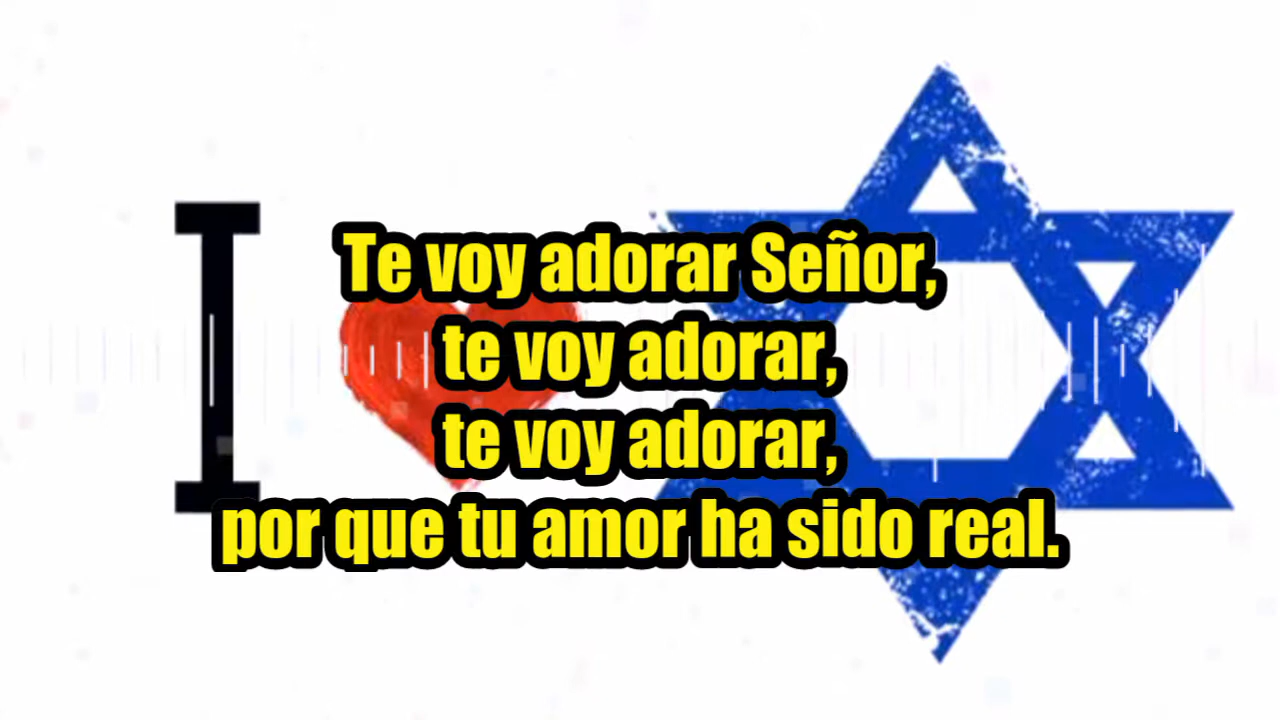 I
Te voy adorar Señor,
te voy adorar,
te voy adorar,
por que tu amor ha sido real.